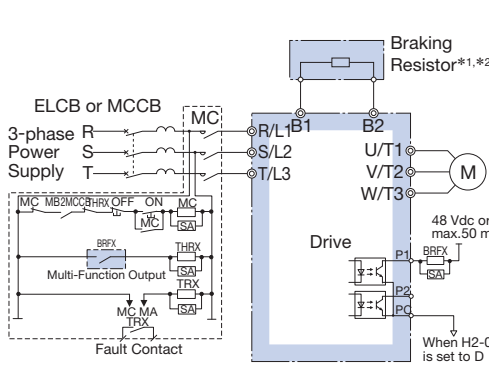 Braking
Resistor*1,*2
ELCB or MCCB
MC
B1 B2
3-phase R R/L1
Power S S/L2 U/T1
Supply T T/L3 V/T2 M
W/T3
MC MB2MCCB THRX OFF ON MC
MC SA
48 Vdc or
max.50 m
BRFX THRX Drive P1 BRFX
Multi-Function Output SA SA
TRX
P2
MC MA SA
TRX PC
Fault Contact
When H2-0
is set to D